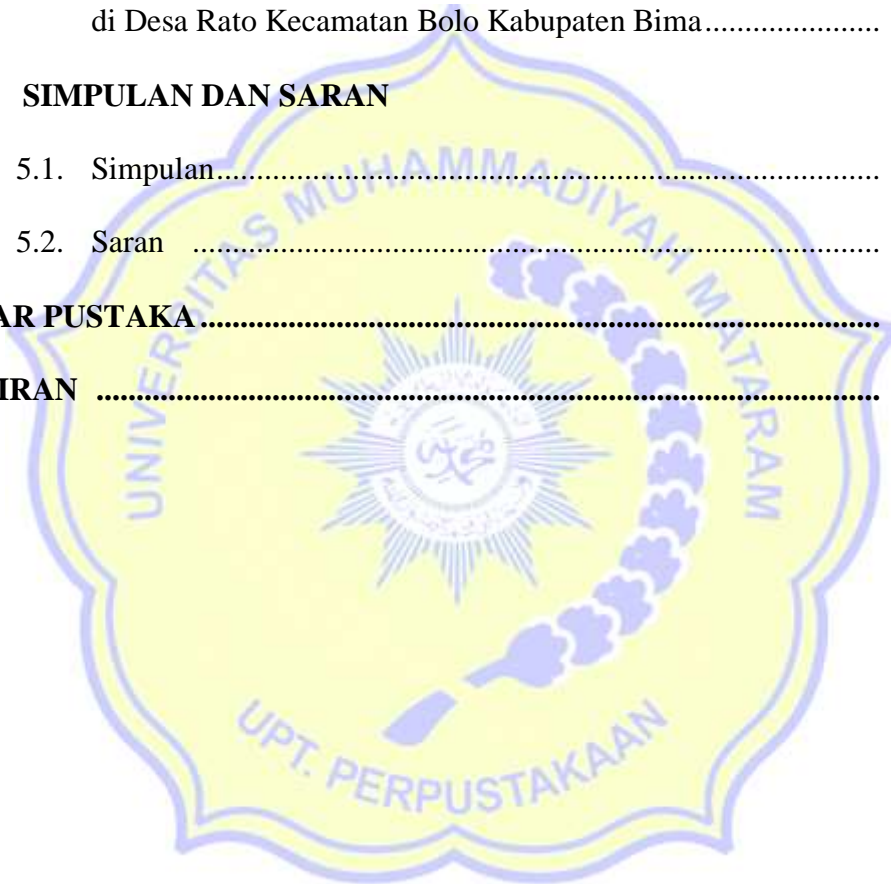 di Desa Rato Kecamatan Bolo Kabupaten Bima......................
SIMPULAN DAN SARAN
5.1. Simpulan...................................................................................
5.2. Saran ......................................................................................
AR PUSTAKA.......................................................................................
IRAN ....................................................................................................
UNIVERSITAS MUHAMMADIYAH MATARAM
UPT. PERPUSTAKAAN